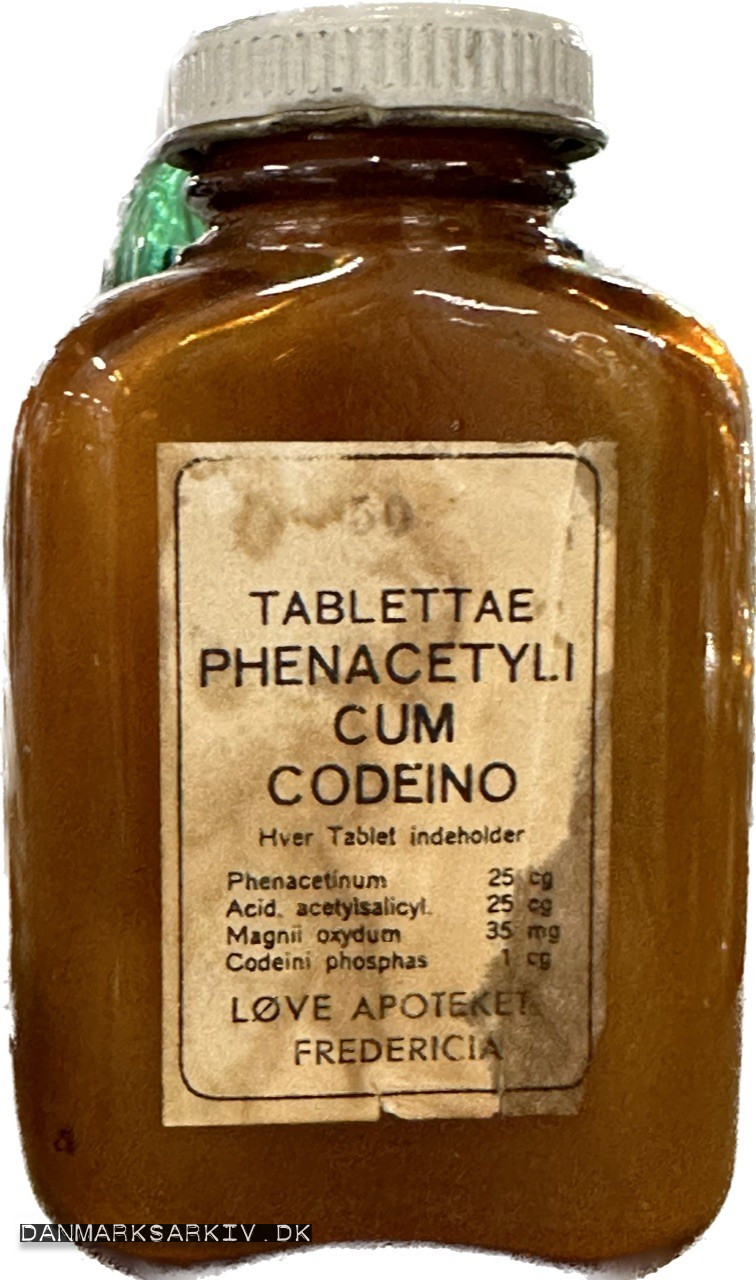 50
TABLETTAE
PHENACETYLI
CUM
CODEINO
Hver Tablet indeholder
Phenacetinum 25 cg
Acid. acetylsalicyl. 25 cg
Magnii oxydum 35 mg
Codeini phosphas 1 cg
LØVE APOTEKET
FREDERICIA
DANMARKSARKIV.DK